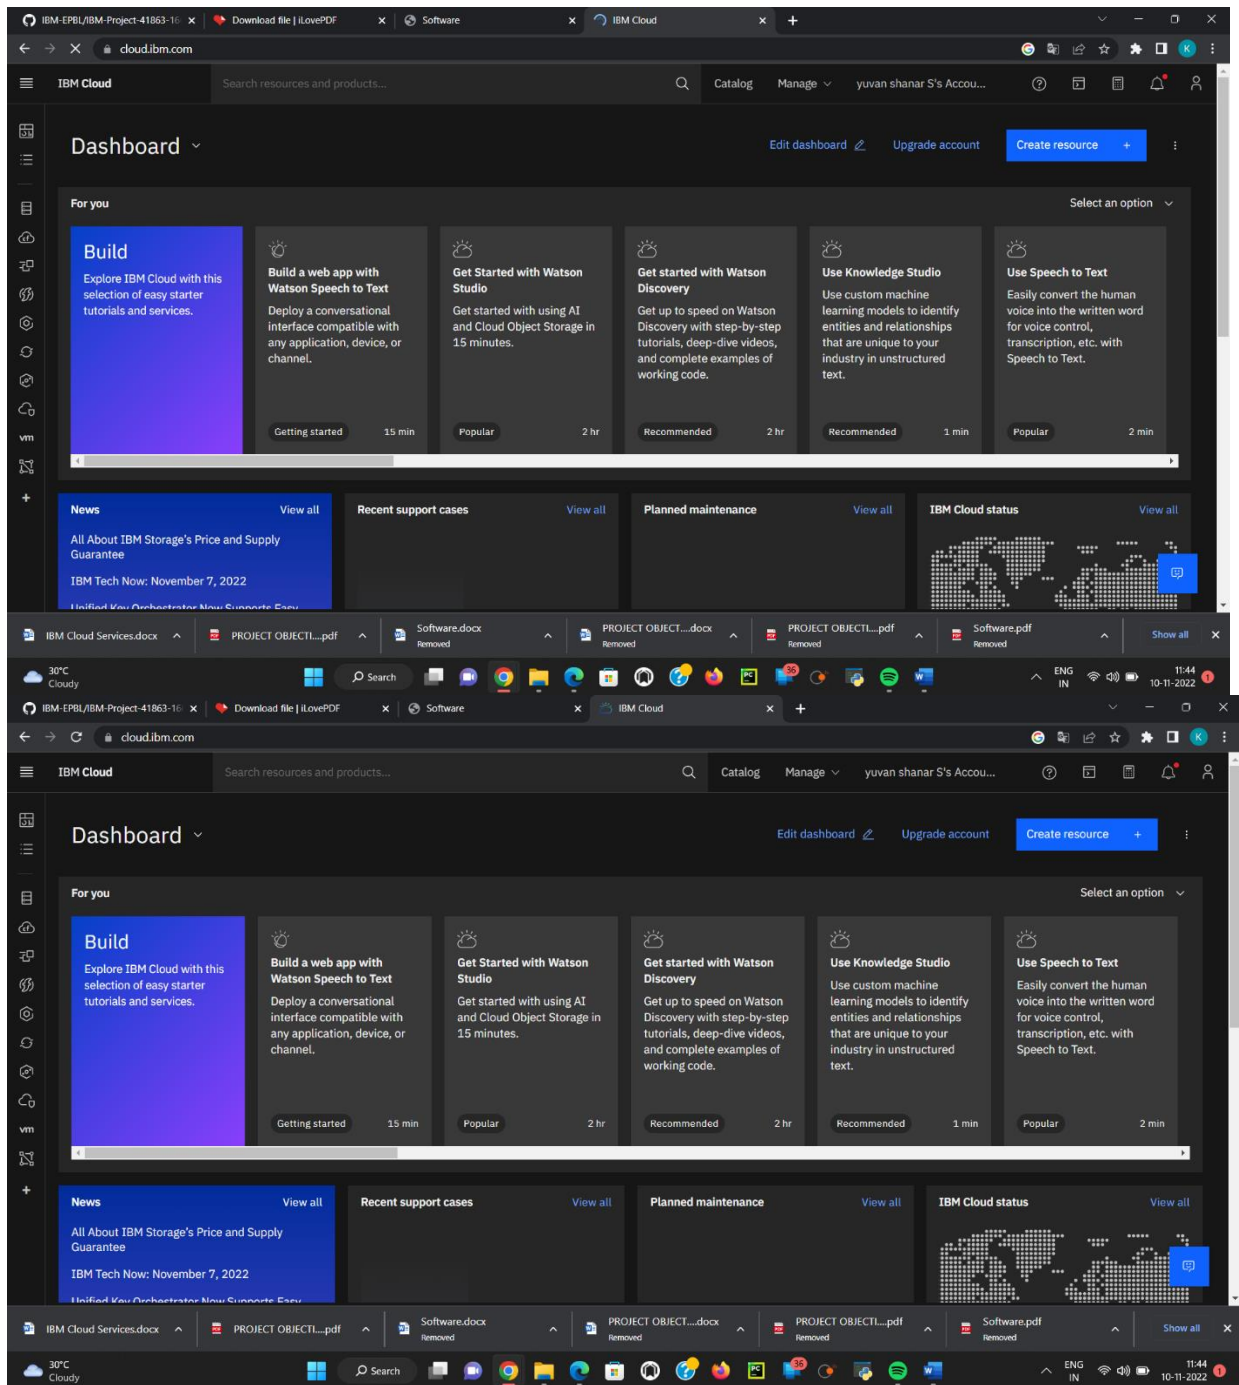 IBM-EPBL/IBM-Project-41863-16
Download file | iLovePDF
Software
IBM Cloud
cloud.ibm.com
K
IBM Cloud
Search resources and products...
Catalog
Manage
yuvan shanar S's Accou...
Dashboard
Edit dashboard
Upgrade account
Create resource +
For you
Select an option
Build
Explore IBM Cloud with this
selection of easy starter
tutorials and services.
Build a web app with
Watson Speech to Text
Deploy a conversational
interface compatible with
any application, device, or
channel.
Getting started
15 min
Get Started with Watson
Studio
Get started with using AI
and Cloud Object Storage in
15 minutes.
Popular
2 hr
Get started with Watson
Discovery
Get up to speed on Watson
Discovery with step-by-step
tutorials, deep-dive videos,
and complete examples of
working code.
Recommended
2 hr
Use Knowledge Studio
Use custom machine
learning models to identify
entities and relationships
that are unique to your
industry in unstructured
text.
Recommended
1 min
Use Speech to Text
Easily convert the human
voice into the written word
for voice control,
transcription, etc. with
Speech to Text.
Popular
2 min
vm
News
View all
All About IBM Storage's Price and Supply
Guarantee
IBM Tech Now: November 7, 2022
Unified Key Orchestrator Now Supports Easy
Recent support cases
View all
Planned maintenance
View all
IBM Cloud status
View all
IBM Cloud Services.docx
PROJECT OBJECTI....pdf
Software.docx
Removed
PROJECT OBJECT....docx
Removed
PROJECT OBJECTI....pdf
Removed
Software.pdf
Removed
Show all
30°C
Cloudy
Search
36
ENG
IN
11:44
10-11-2022
1
IBM-EPBL/IBM-Project-41863-16
Download file | iLovePDF
Software
IBM Cloud
cloud.ibm.com
K
IBM Cloud
Search resources and products...
Catalog
Manage
yuvan shanar S's Accou...
Dashboard
Edit dashboard
Upgrade account
Create resource +
For you
Select an option
Build
Explore IBM Cloud with this
selection of easy starter
tutorials and services.
Build a web app with
Watson Speech to Text
Deploy a conversational
interface compatible with
any application, device, or
channel.
Getting started
15 min
Get Started with Watson
Studio
Get started with using AI
and Cloud Object Storage in
15 minutes.
Popular
2 hr
Get started with Watson
Discovery
Get up to speed on Watson
Discovery with step-by-step
tutorials, deep-dive videos,
and complete examples of
working code.
Recommended
2 hr
Use Knowledge Studio
Use custom machine
learning models to identify
entities and relationships
that are unique to your
industry in unstructured
text.
Recommended
1 min
Use Speech to Text
Easily convert the human
voice into the written word
for voice control,
transcription, etc. with
Speech to Text.
Popular
2 min
vm
News
View all
All About IBM Storage's Price and Supply
Guarantee
IBM Tech Now: November 7, 2022
Unified Key Orchestrator Now Supports Easy
Recent support cases
View all
Planned maintenance
View all
IBM Cloud status
View all
IBM Cloud Services.docx
PROJECT OBJECTI....pdf
Software.docx
Removed
PROJECT OBJECT....docx
Removed
PROJECT OBJECTI....pdf
Removed
Software.pdf
Removed
Show all
30°C
Cloudy
Search
36
ENG
IN
11:44
10-11-2022
1